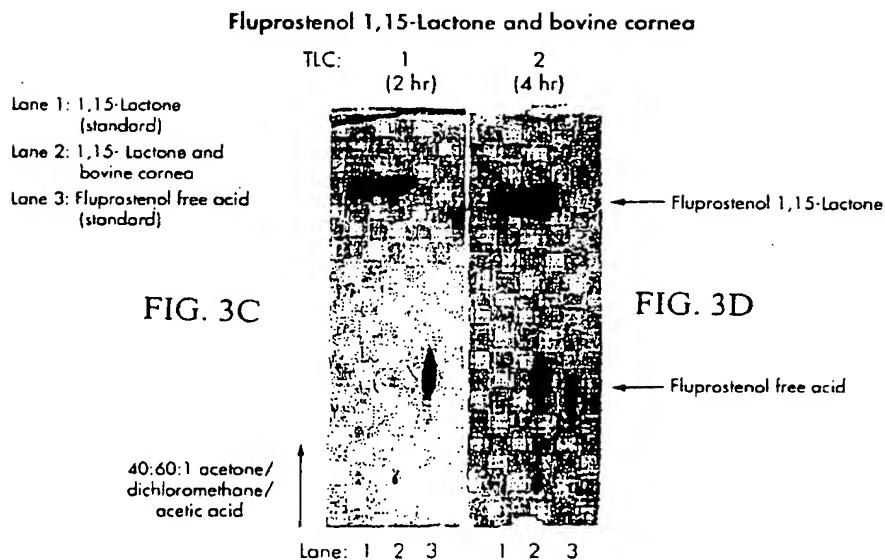 Fluprostenol 1,15-Lactone and bovine cornea
TLC: 1 2
(2 hr) (4 hr)
Lane 1: 1,15-Lactone
(standard)
Lane 2: 1,15- Lactone and
bovine cornea
Lane 3: Fluprostenol free acid
(standard)
Fluprostenol 1,15-Lactone
FIG. 3C
FIG. 3D
Fluprostenol free acid
40:60:1 acetone/
dichloromethane/
acetic acid
Lane: 1 2 3 1 2 3